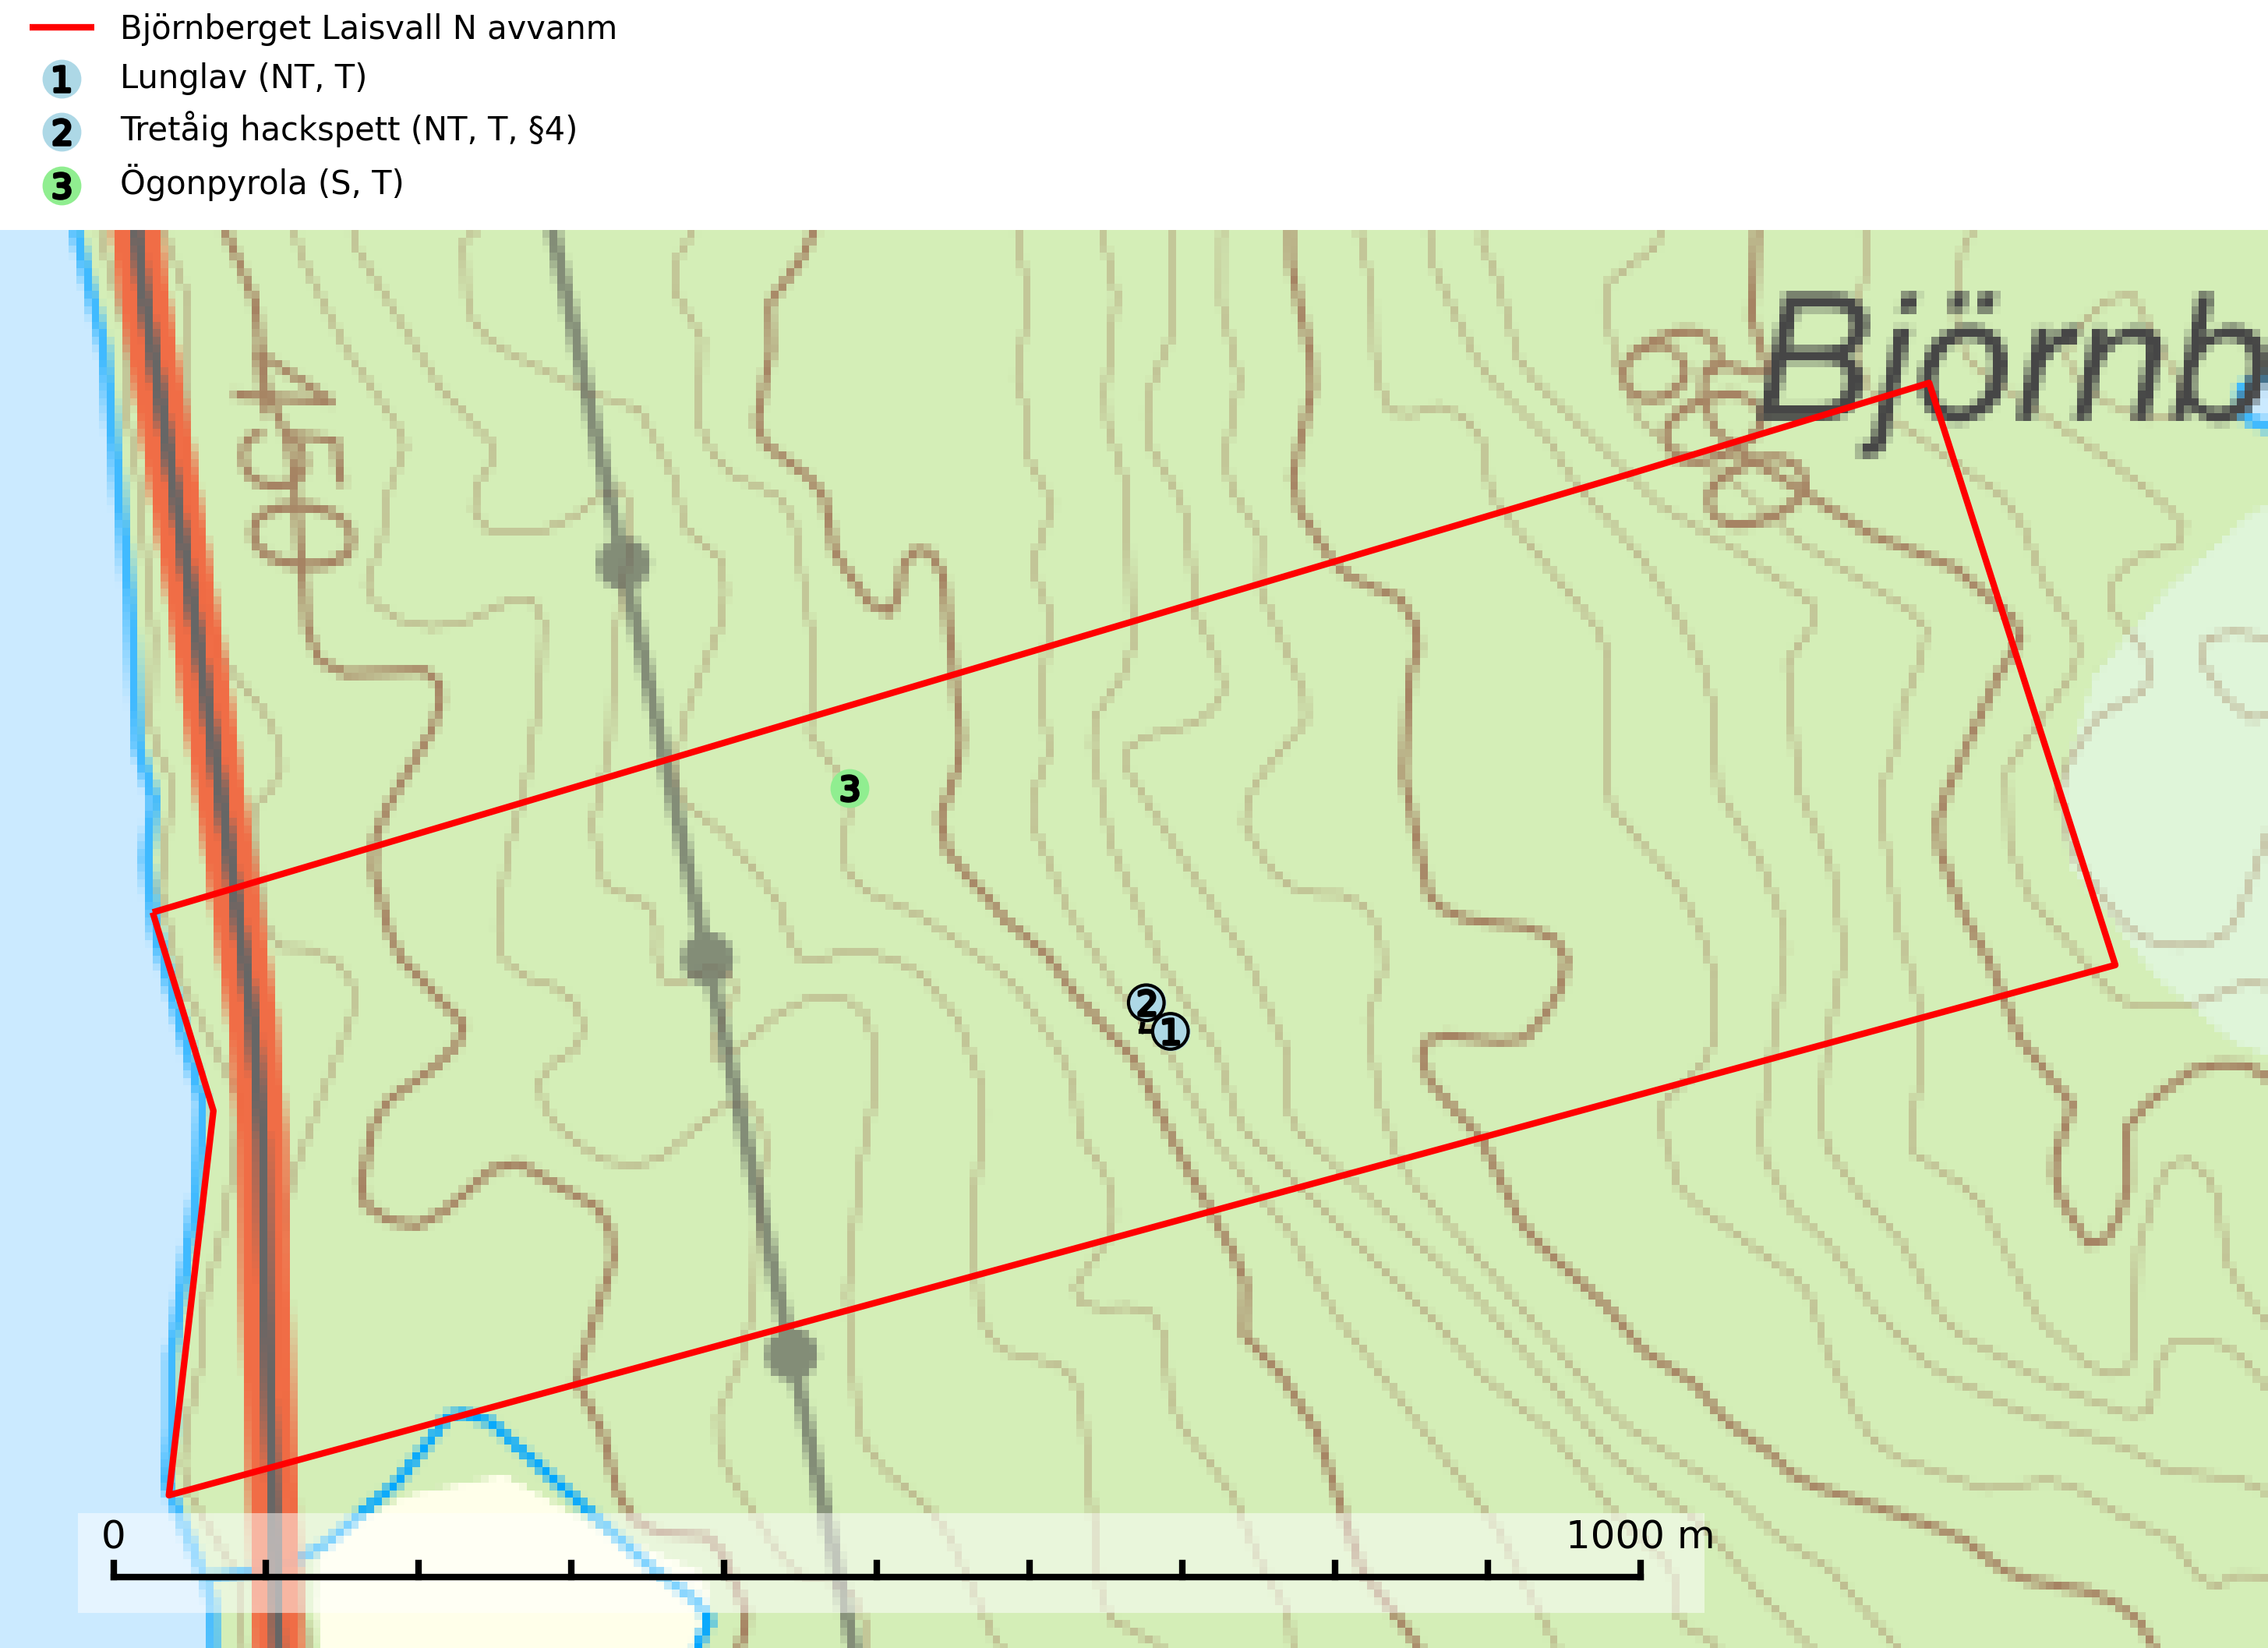 Björnberget Laisvall N avvanm
1 Lunglav (NT, T)
2 Tretåig hackspett (NT, T, §4)
3 Ögonpyrola (S, T)
Björnb
450
600
3
2
1
0 1000 m